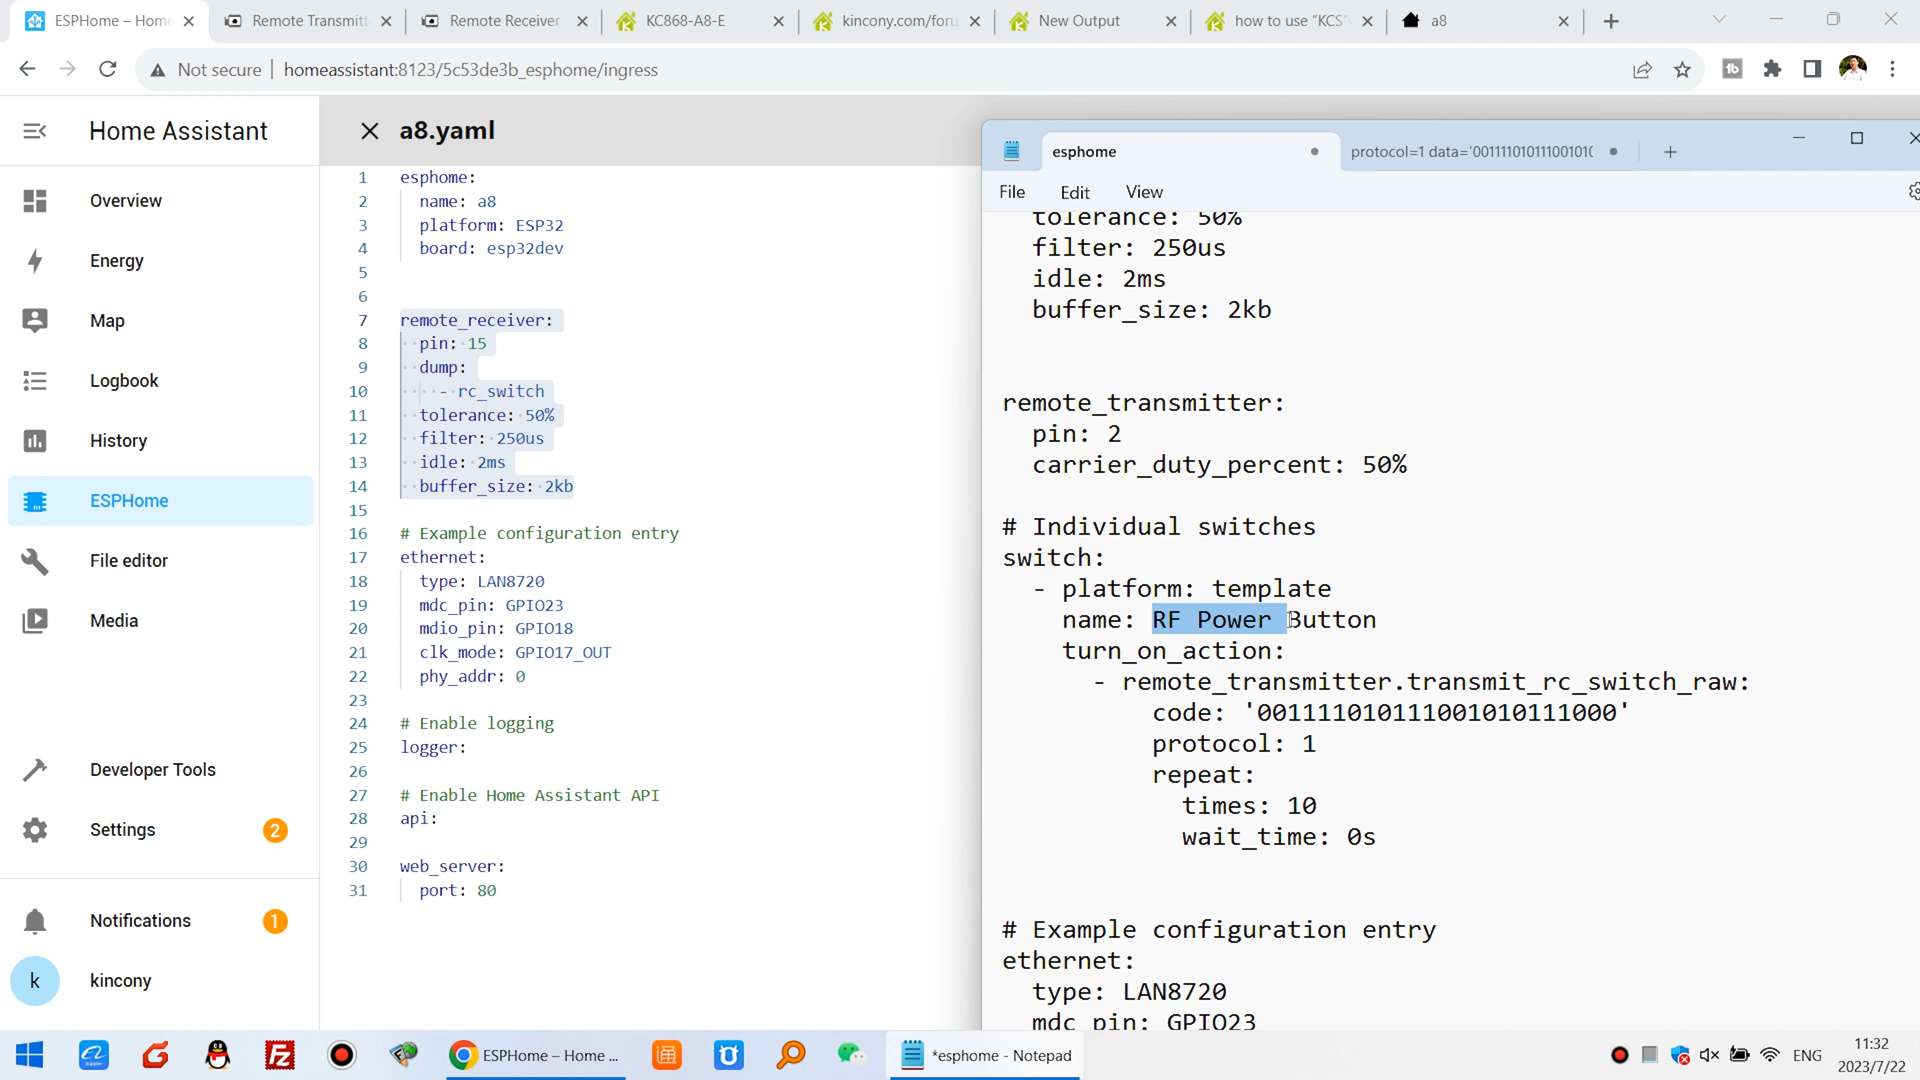 ESPHome – Home
Remote Transmitt
Remote Receiver
KC868-A8-E
kincony.com/foru
New Output
how to use "KCS"
a8
Not secure
homeassistant:8123/5c53de3b_esphome/ingress
Home Assistant
Overview
Energy
Map
Logbook
History
ESPHome
File editor
Media
Developer Tools
Settings 2
Notifications 1
k kincony
a8.yaml
1 esphome:
2 name: a8
3 platform: ESP32
4 board: esp32dev
5
6
7 remote_receiver:
8 pin: 15
9 dump:
10 - rc_switch
11 tolerance: 50%
12 filter: 250us
13 idle: 2ms
14 buffer_size: 2kb
15
16 # Example configuration entry
17 ethernet:
18 type: LAN8720
19 mdc_pin: GPIO23
20 mdio_pin: GPIO18
21 clk_mode: GPIO17_OUT
22 phy_addr: 0
23
24 # Enable logging
25 logger:
26
27 # Enable Home Assistant API
28 api:
29
30 web_server:
31 port: 80
esphome
protocol=1 data='00111101011100101(
File Edit View
tolerance: 50%
filter: 250us
idle: 2ms
buffer_size: 2kb
remote_transmitter:
pin: 2
carrier_duty_percent: 50%
# Individual switches
switch:
- platform: template
name: RF Power Button
turn_on_action:
- remote_transmitter.transmit_rc_switch_raw:
code: '001111010111001010111000'
protocol: 1
repeat:
times: 10
wait_time: 0s
# Example configuration entry
ethernet:
type: LAN8720
mdc_pin: GPIO23
ESPHome – Home ...
*esphome - Notepad
ENG
11:32
2023/7/22